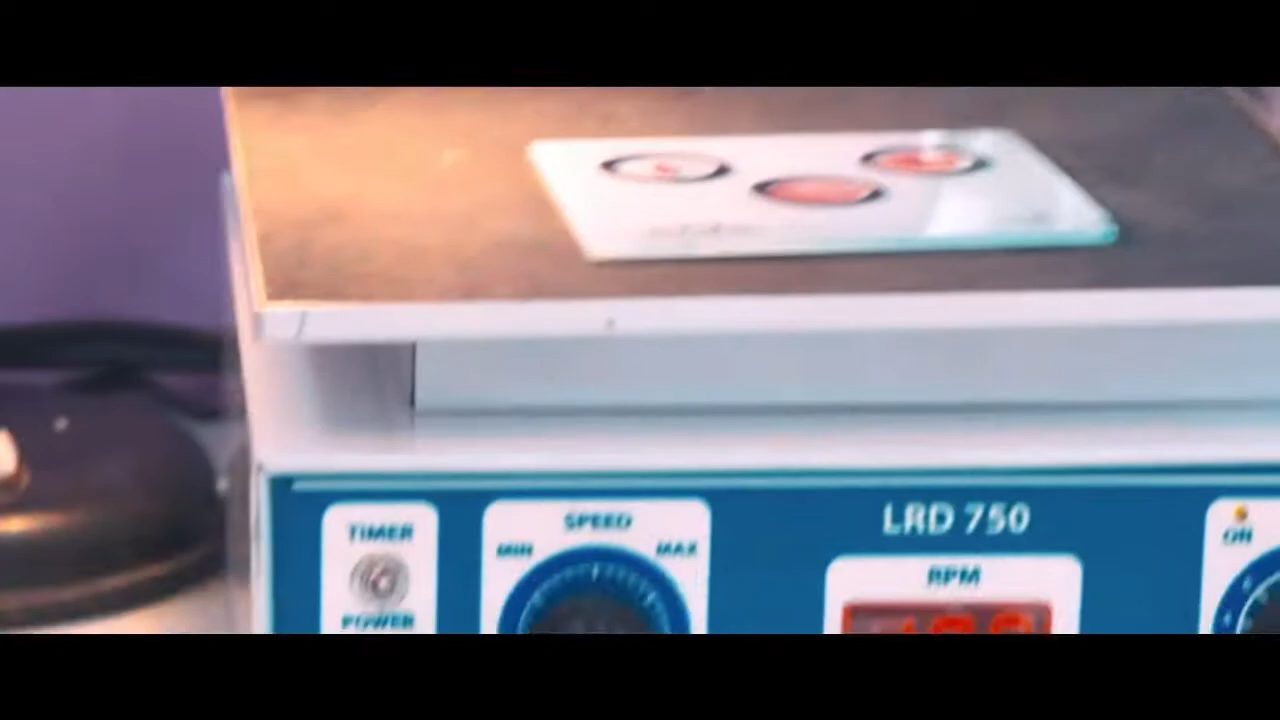 TIMER
POWER
SPEED
MIN MAX
LRD 750
RPM
ON